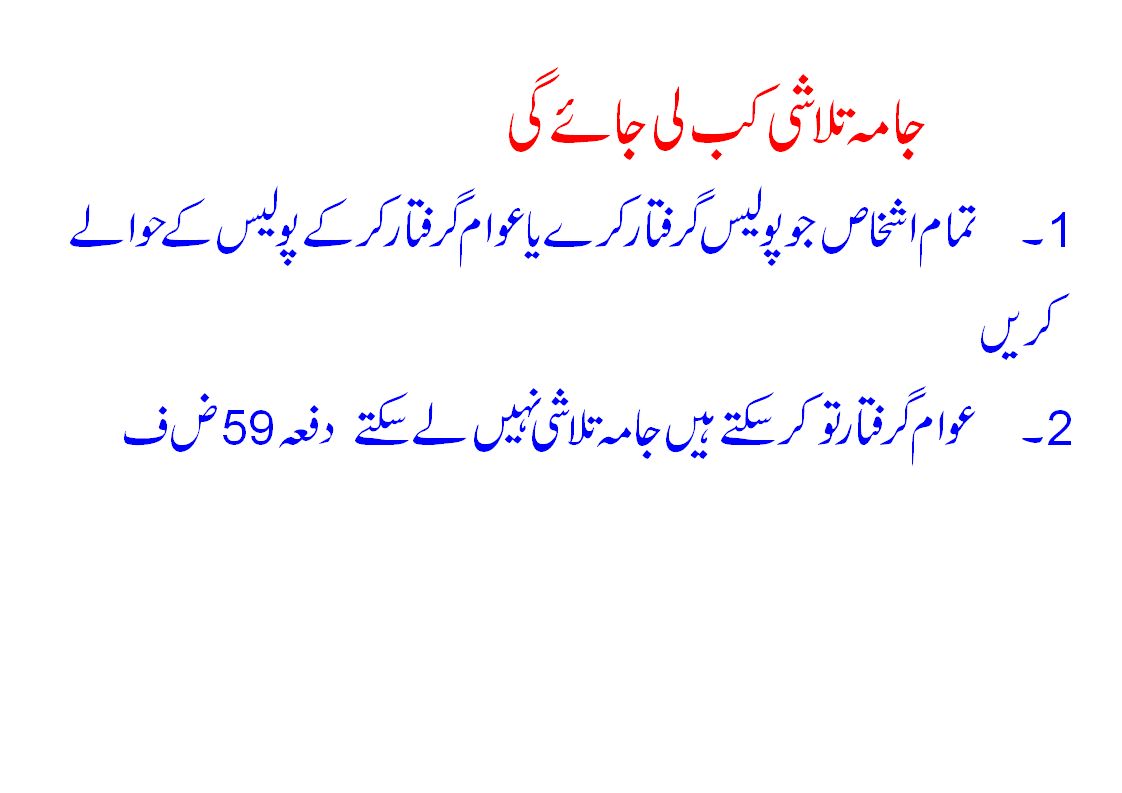 جامہ تلاشی کب لی جائے گی
1۔ تمام اشخاص جو پولیس گرفتار کرے یا عوام گرفتار کر کے پولیس کے حوالے
کریں
2۔ عوام گرفتار تو کر سکتے ہیں جامہ تلاشی نہیں لے سکتے دفعہ 59 ض ف